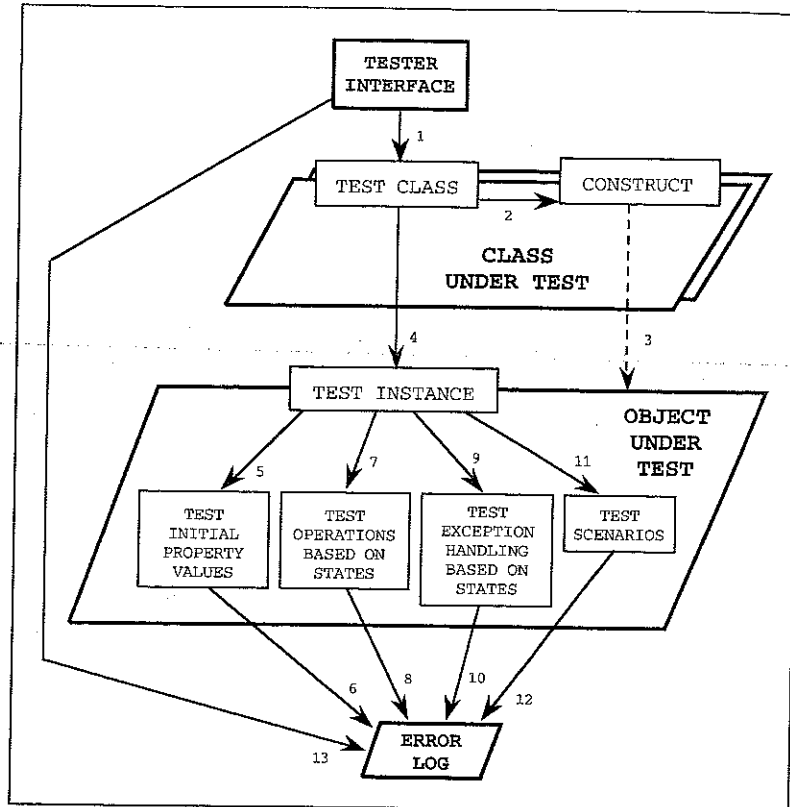 TESTER
INTERFACE
1
TEST CLASS
CONSTRUCT
2
CLASS
UNDER TEST
4
3
TEST INSTANCE
OBJECT
UNDER
TEST
5
7
9
11
TEST
INITIAL
PROPERTY
VALUES
TEST
OPERATIONS
BASED ON
STATES
TEST
EXCEPTION
HANDLING
BASED ON
STATES
TEST
SCENARIOS
6
8
10
12
13
ERROR
LOG